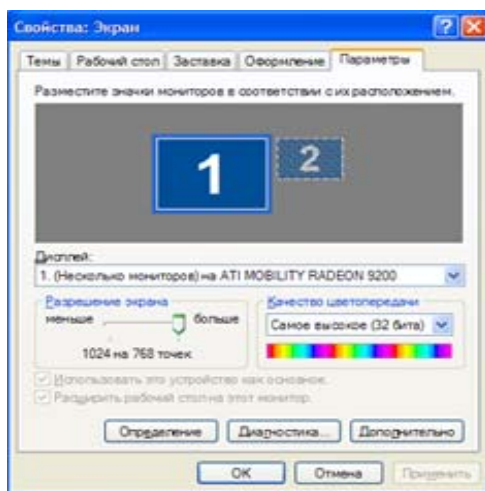 Свойства: Экран
Темы Рабочий стол Заставка Оформление Параметры
Разместите значки мониторов в соответствии с их расположением.
1 2
Дисплей:
1. (Несколько мониторов) на ATI MOBILITY RADEON 9200
Разрешение экрана Качество цветопередачи
меньше больше Самое высокое (32 бита)
1024 на 768 точек
Использовать это устройство как основное.
Расширить рабочий стол на этот монитор.
Определение Диагностика... Дополнительно
ОК Отмена Применить